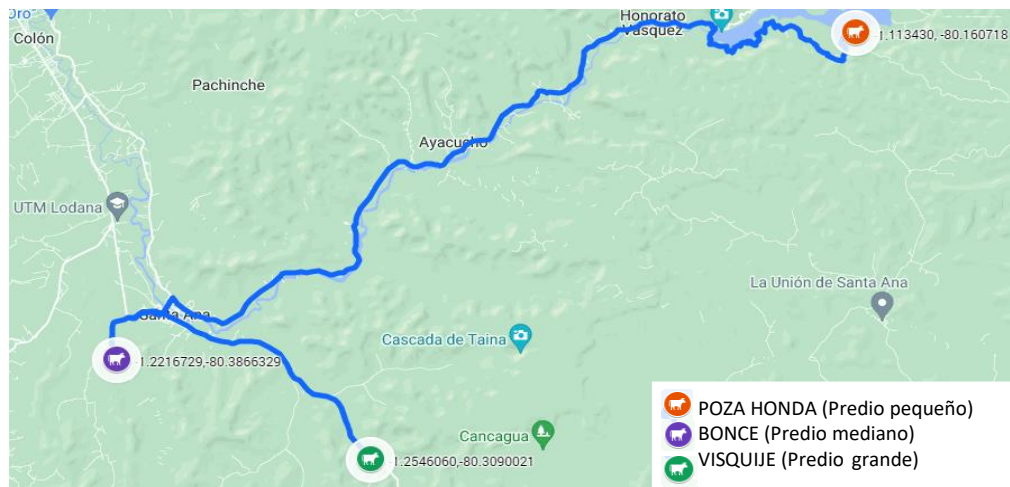 Oro"
Colón
Pachinche
Honorato
Vasquez
-1.113430, -80.160718
Ayacucho
UTM Lodana
La Unión de Santa Ana
Santa Ana
Cascada de Taina
-1.2216729,-80.3866329
Cancagua
-1.2546060,-80.3090021
POZA HONDA (Predio pequeño)
BONCE (Predio mediano)
VISQUIJE (Predio grande)